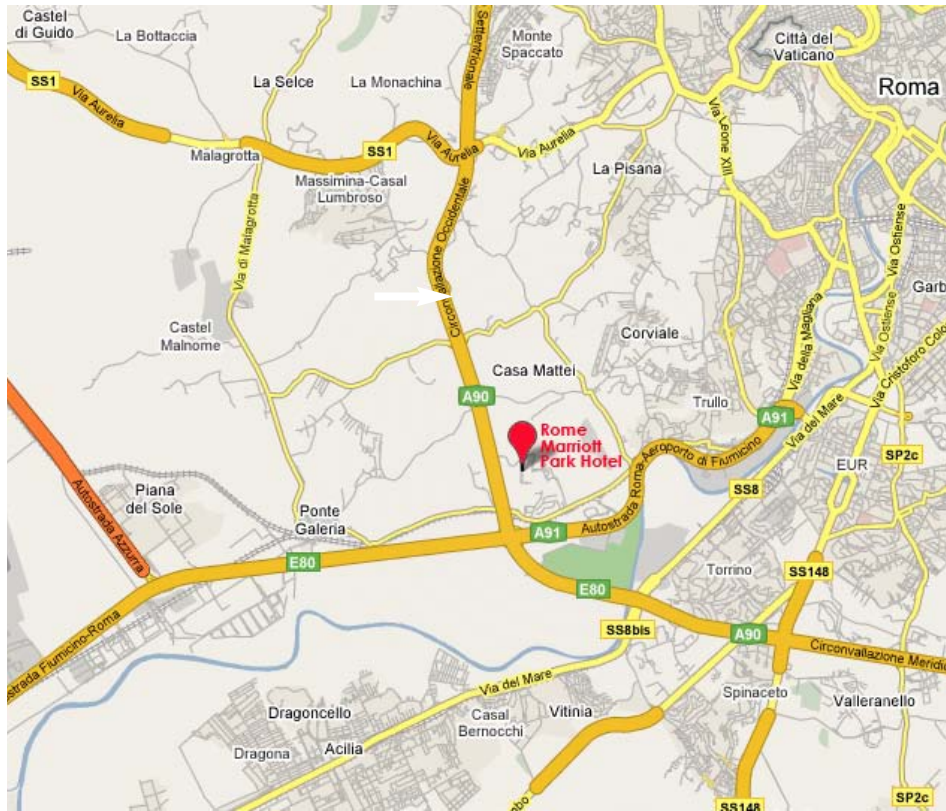 Castel
di Guido
La Bottaccia
Settentrionale
Monte
Spaccato
Città del
Vaticano
SS1
La Selce
La Monachina
Roma
Via Aurelia
Malagrotta
SS1
Via Aurelia
Via Aurelia
Via Leone XIII
La Pisana
Massimina-Casal
Lumbroso
Via di Malagrotta
Circonvallazione Occidentale
Via Ostiense
Via Ostiense
Castel
Malnome
Corviale
Via della Magliana
Casa Mattei
A90
Trullo
A91
Via del Mare
Via Cristoforo Colo
Rome
Marriott
Park Hotel
Autostrada Roma-Aeroporto di Fiumicino
SP2c
EUR
SS8
Autostrada Azzurra
Piana
del Sole
Ponte
Galeria
A91
E80
Torrino
SS148
E80
SS8bis
A90
Circonvallazione Meridi
ostrada Fiumicino-Roma
Via del Mare
Spinaceto
Valleranello
Dragoncello
Casal
Bernocchi
Vitinia
Dragona
Acilia
SP2c
SS148